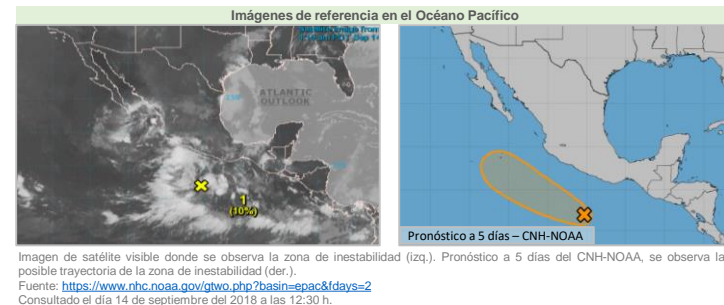 Imágenes de referencia en el Océano Pacífico
ATLANTIC
OUTLOOK
1
(10%)
Pronóstico a 5 días – CNH-NOAA
Imagen de satélite visible donde se observa la zona de inestabilidad (izq.). Pronóstico a 5 días del CNH-NOAA, se observa la
posible trayectoria de la zona de inestabilidad (der.).
Fuente: https://www.nhc.noaa.gov/gtwo.php?basin=epac&fdays=2
Consultado el día 14 de septiembre del 2018 a las 12:30 h.